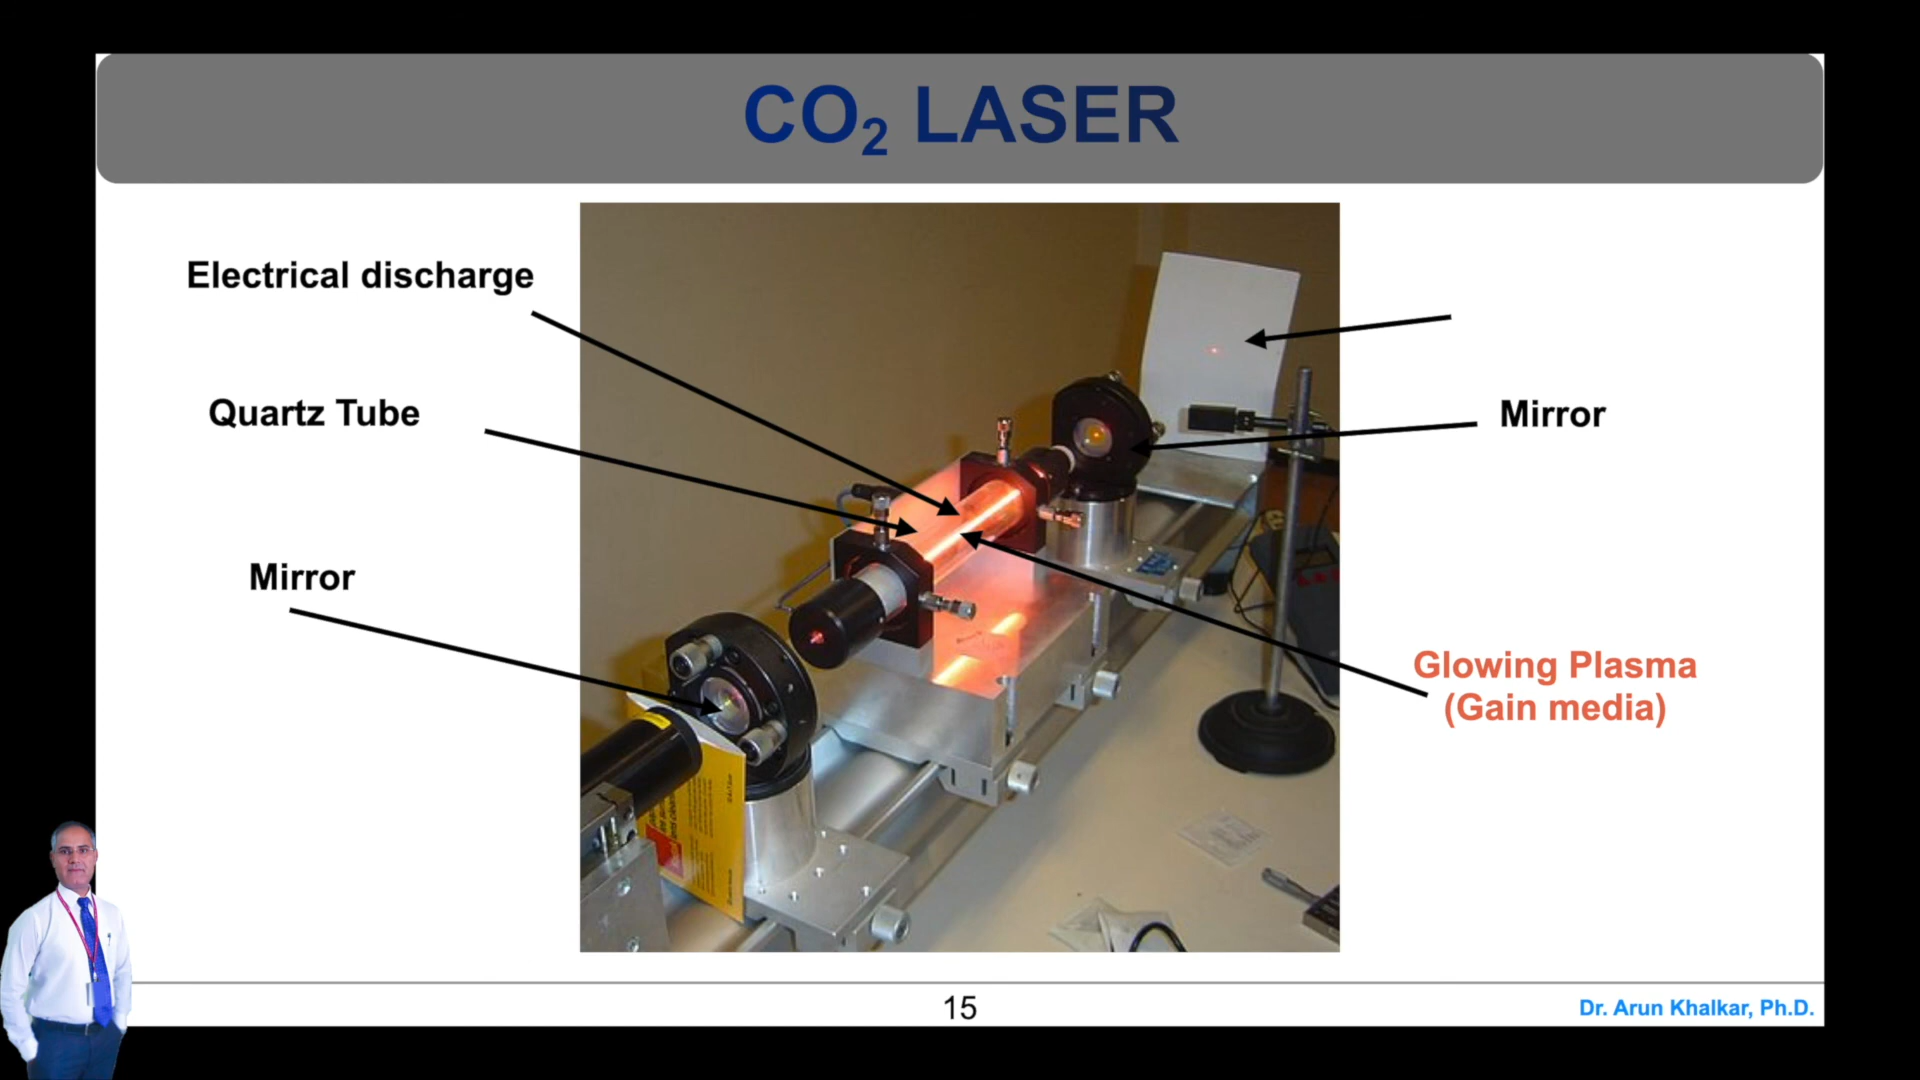 CO₂ LASER
Electrical discharge
Quartz Tube
Mirror
Mirror
Glowing Plasma
(Gain media)
15
Dr. Arun Khalkar, Ph.D.